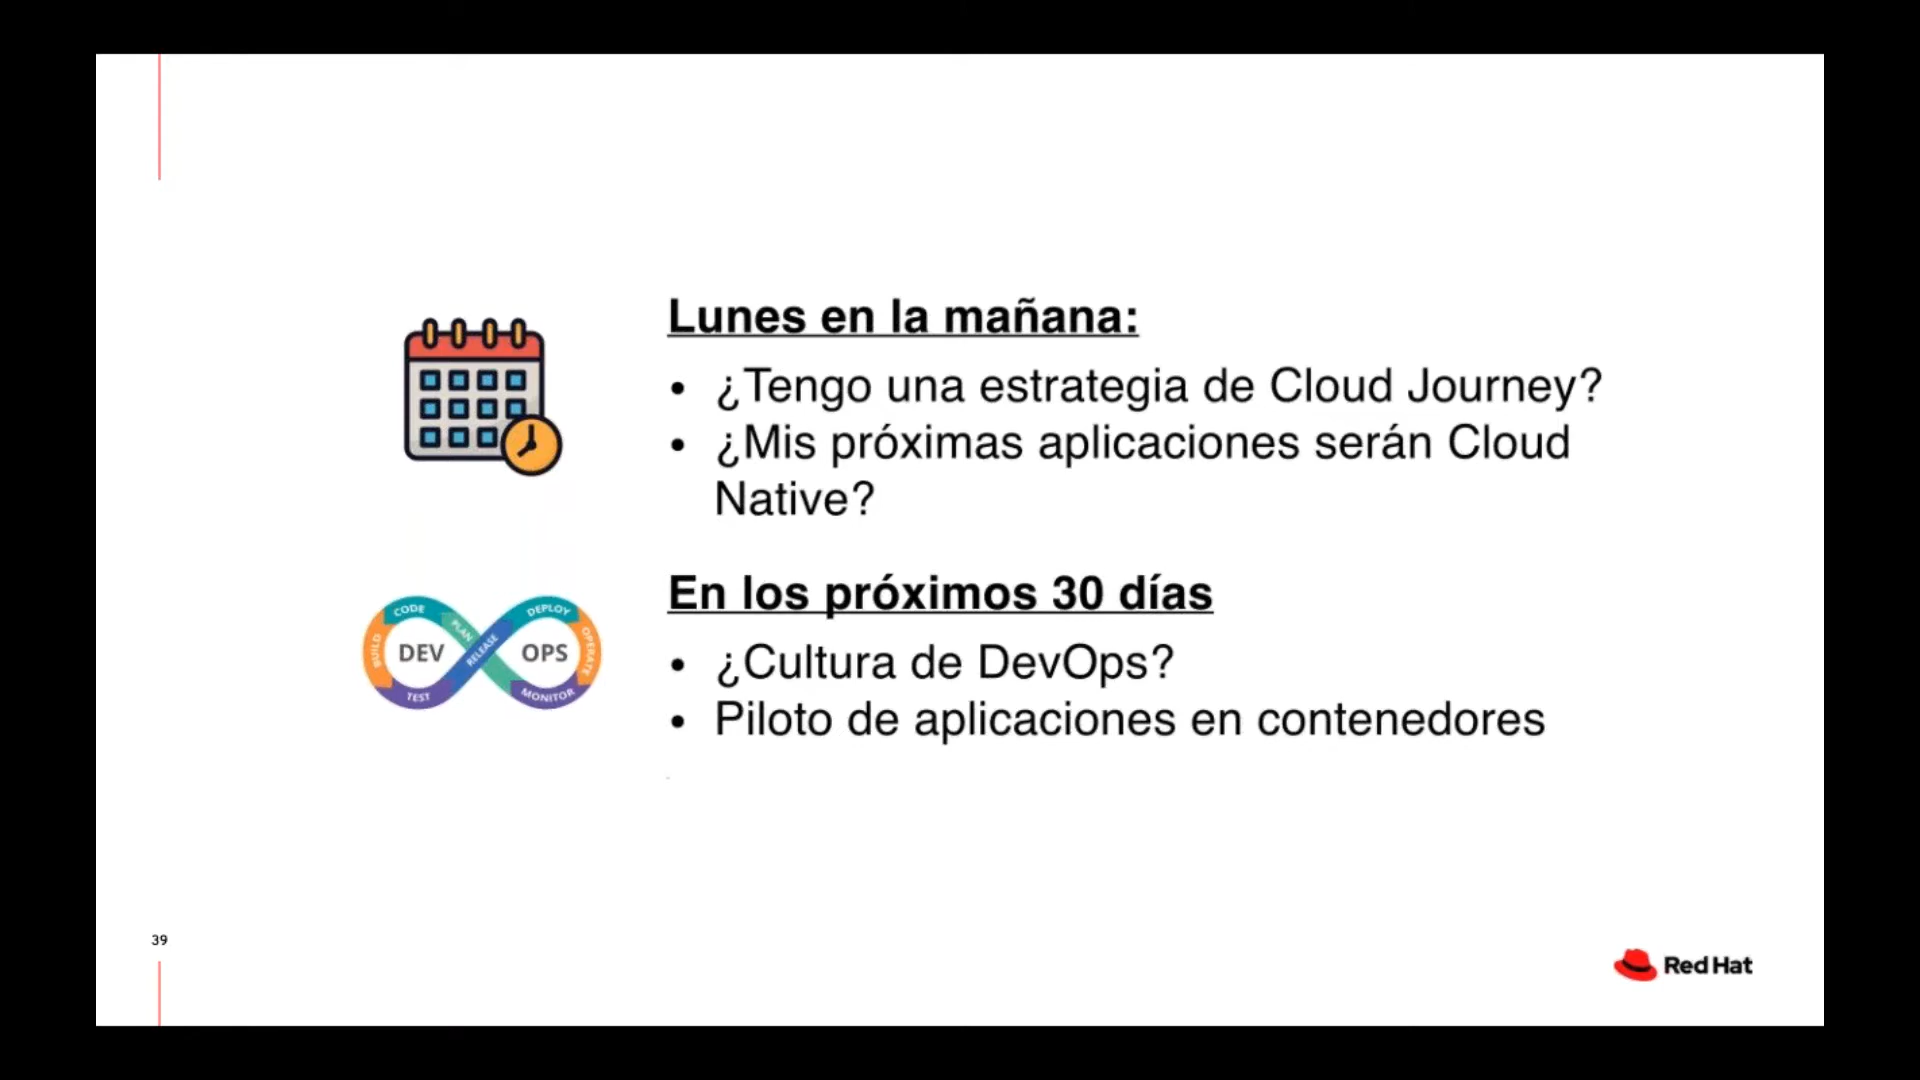 Lunes en la mañana:
• ¿Tengo una estrategia de Cloud Journey?
• ¿Mis próximas aplicaciones serán Cloud
Native?
En los próximos 30 días
• ¿Cultura de DevOps?
• Piloto de aplicaciones en contenedores
CODE
DEPLOY
PLAN
BUILD
DEV
RELEASE
OPS
OPERATE
TEST
MONITOR
39
Red Hat